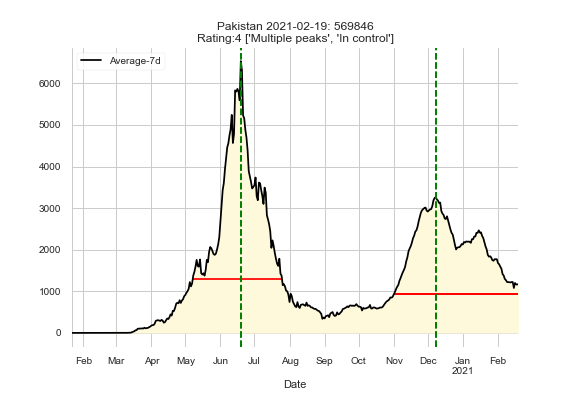 Pakistan 2021-02-19: 569846
Rating:4 ['Multiple peaks', 'In control']
Average-7d
6000
5000
4000
3000
2000
1000
0
Feb Mar Apr May Jun Jul Aug Sep Oct Nov Dec Jan Feb
2021
Date